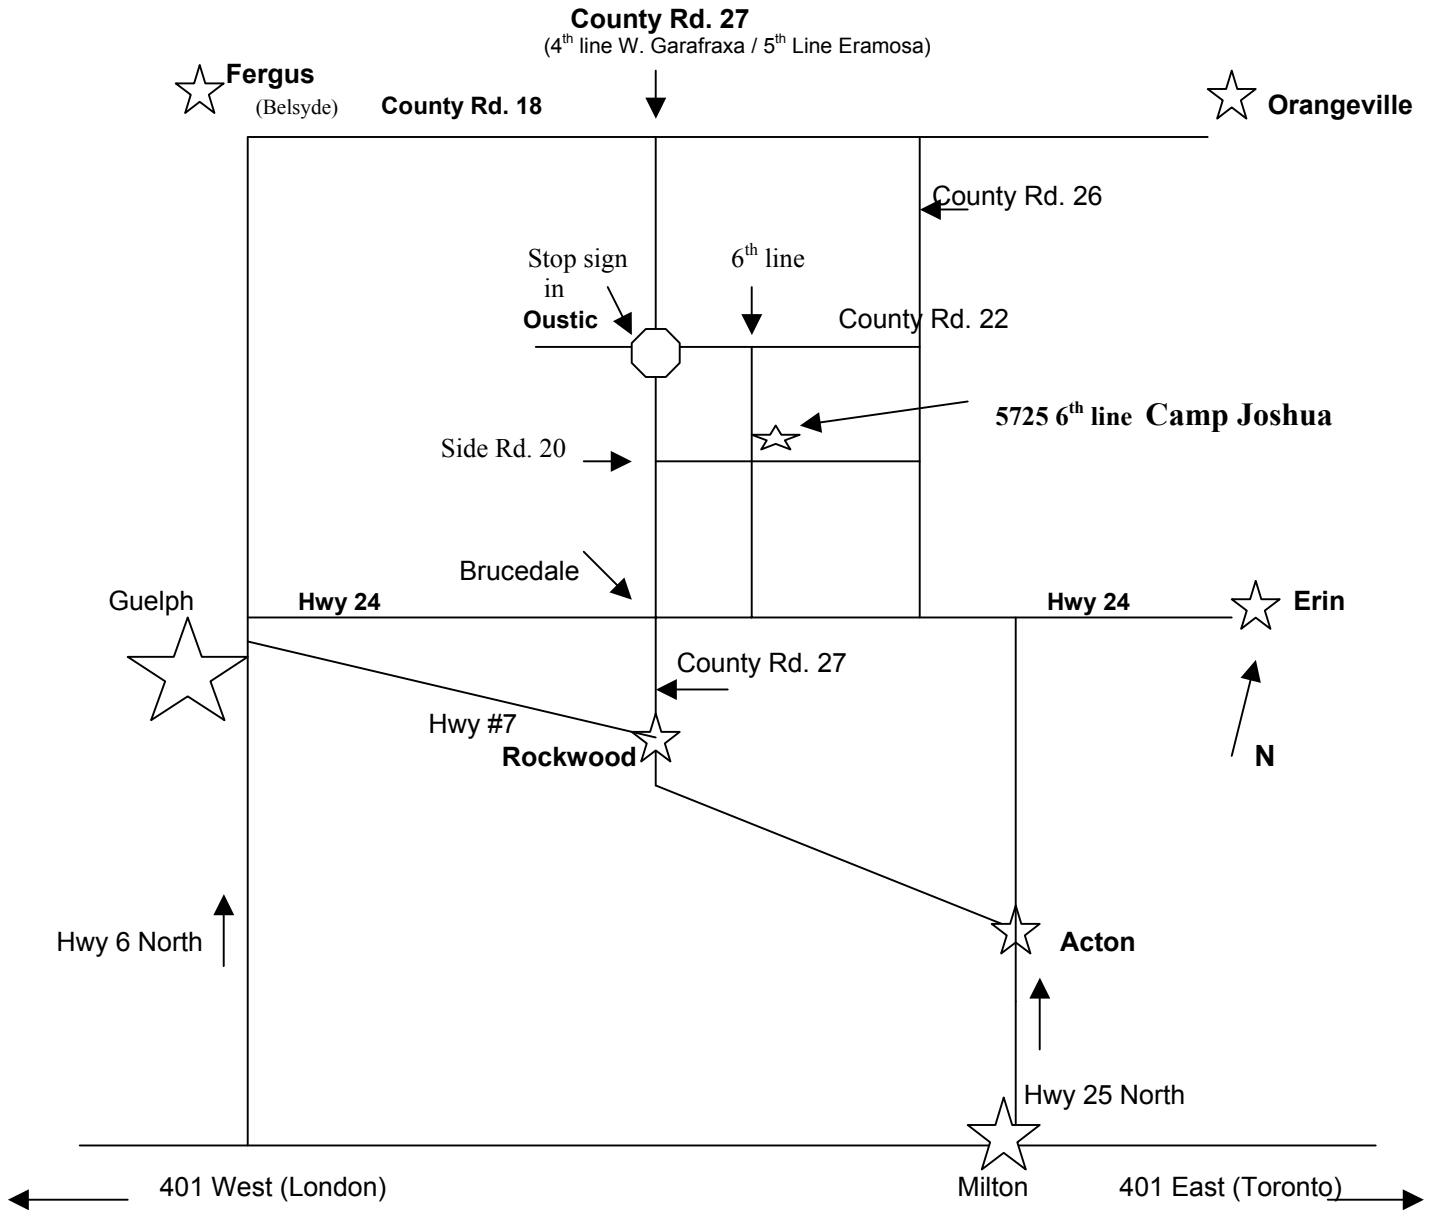 County Rd. 27
(4th line W. Garafraxa / 5th Line Eramosa)
Fergus
(Belsyde)
County Rd. 18
Orangeville
County Rd. 26
Stop sign
in
Oustic
6th line
County Rd. 22
5725 6th line Camp Joshua
Side Rd. 20
Brucedale
Guelph
Hwy 24
Hwy 24
Erin
County Rd. 27
Hwy #7
Rockwood
N
Hwy 6 North
Acton
Hwy 25 North
401 West (London)
Milton
401 East (Toronto)